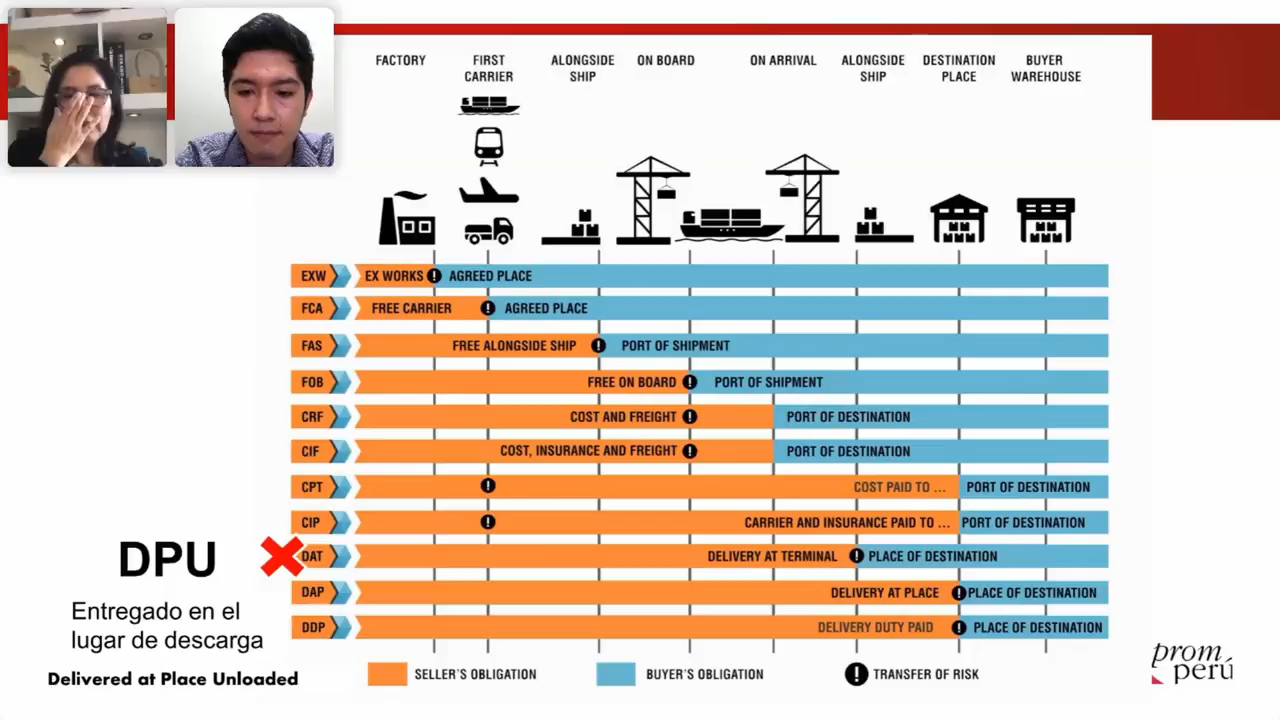 FACTORY
FIRST
CARRIER
ALONGSIDE
SHIP
ON BOARD
ON ARRIVAL
ALONGSIDE
SHIP
DESTINATION
PLACE
BUYER
WAREHOUSE
EXW EX WORKS ! AGREED PLACE
FCA FREE CARRIER ! AGREED PLACE
FAS FREE ALONGSIDE SHIP ! PORT OF SHIPMENT
FOB FREE ON BOARD ! PORT OF SHIPMENT
CRF COST AND FREIGHT ! PORT OF DESTINATION
CIF COST, INSURANCE AND FREIGHT ! PORT OF DESTINATION
CPT ! COST PAID TO ... PORT OF DESTINATION
CIP ! CARRIER AND INSURANCE PAID TO ... PORT OF DESTINATION
DAT DELIVERY AT TERMINAL ! PLACE OF DESTINATION
DAP DELIVERY AT PLACE ! PLACE OF DESTINATION
DDP DELIVERY DUTY PAID ! PLACE OF DESTINATION
DPU
Entregado en el
lugar de descarga
Delivered at Place Unloaded
SELLER'S OBLIGATION
BUYER'S OBLIGATION
! TRANSFER OF RISK
prom
perú